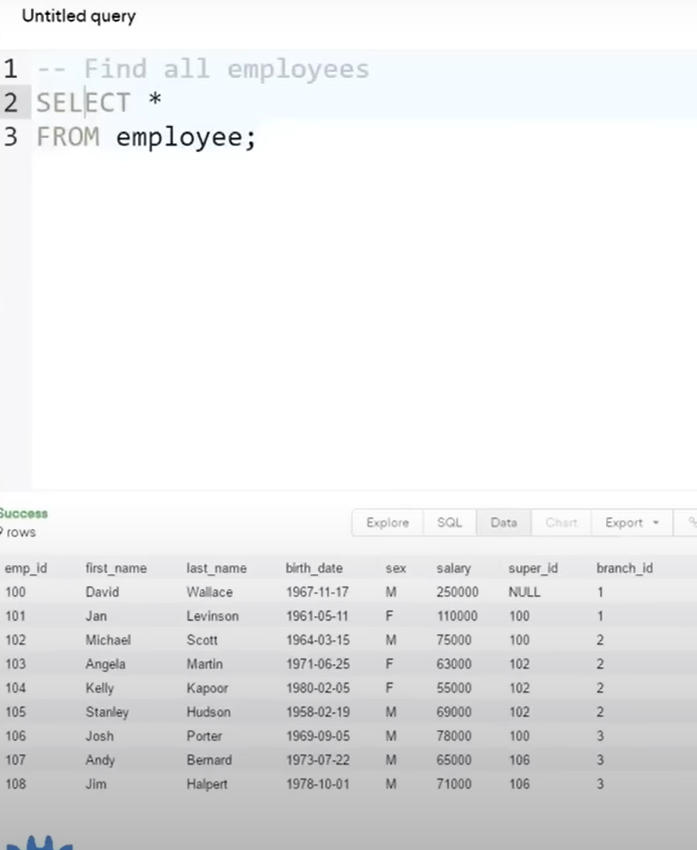 Untitled query
1 -- Find all employees
2 SELECT *
3 FROM employee;
Success
9 rows
Explore SQL Data Chart Export %
emp_id first_name last_name birth_date sex salary super_id branch_id
100 David Wallace 1967-11-17 M 250000 NULL 1
101 Jan Levinson 1961-05-11 F 110000 100 1
102 Michael Scott 1964-03-15 M 75000 100 2
103 Angela Martin 1971-06-25 F 63000 102 2
104 Kelly Kapoor 1980-02-05 F 55000 102 2
105 Stanley Hudson 1958-02-19 M 69000 102 2
106 Josh Porter 1969-09-05 M 78000 100 3
107 Andy Bernard 1973-07-22 M 65000 106 3
108 Jim Halpert 1978-10-01 M 71000 106 3